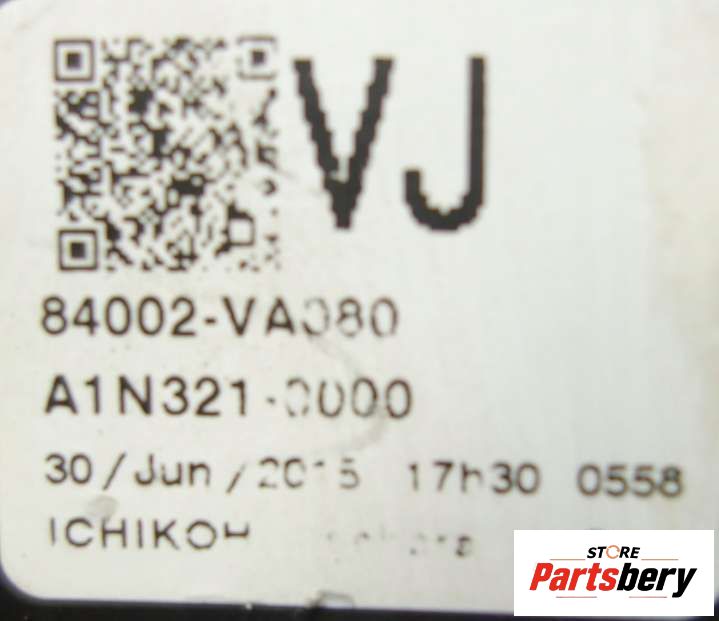 VJ
84002-VA080
A1N321-0000
30/Jun/2015 17h30 0558
ICHIKOH
STORE
Partsbery